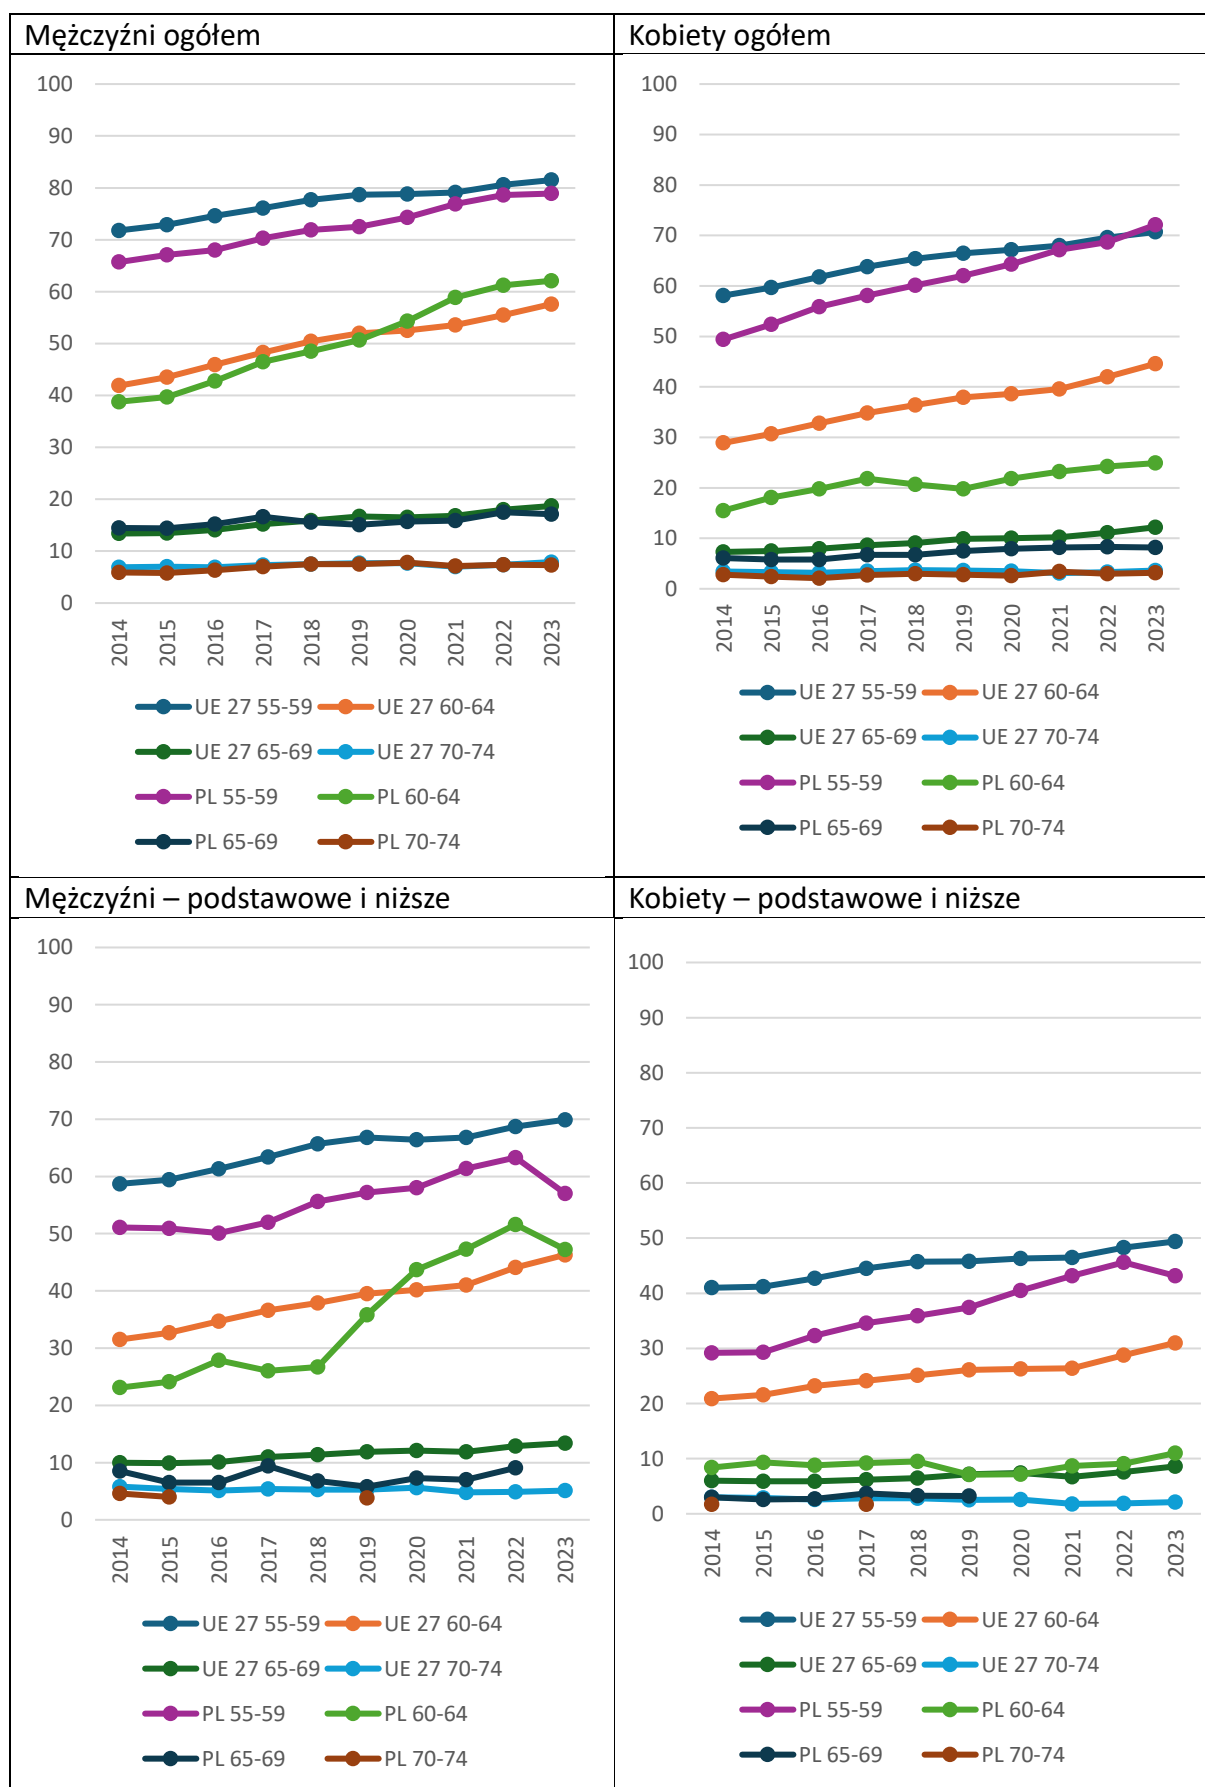 Mężczyźni ogółem
100
90
80
70
60
50
40
30
20
10
0
2014 2015 2016 2017 2018 2019 2020 2021 2022 2023
UE 27 55-59 UE 27 60-64
UE 27 65-69 UE 27 70-74
PL 55-59 PL 60-64
PL 65-69 PL 70-74
Kobiety ogółem
100
90
80
70
60
50
40
30
20
10
0
2014 2015 2016 2017 2018 2019 2020 2021 2022 2023
UE 27 55-59 UE 27 60-64
UE 27 65-69 UE 27 70-74
PL 55-59 PL 60-64
PL 65-69 PL 70-74
Mężczyźni – podstawowe i niższe
100
90
80
70
60
50
40
30
20
10
0
2014 2015 2016 2017 2018 2019 2020 2021 2022 2023
UE 27 55-59 UE 27 60-64
UE 27 65-69 UE 27 70-74
PL 55-59 PL 60-64
PL 65-69 PL 70-74
Kobiety – podstawowe i niższe
100
90
80
70
60
50
40
30
20
10
0
2014 2015 2016 2017 2018 2019 2020 2021 2022 2023
UE 27 55-59 UE 27 60-64
UE 27 65-69 UE 27 70-74
PL 55-59 PL 60-64
PL 65-69 PL 70-74